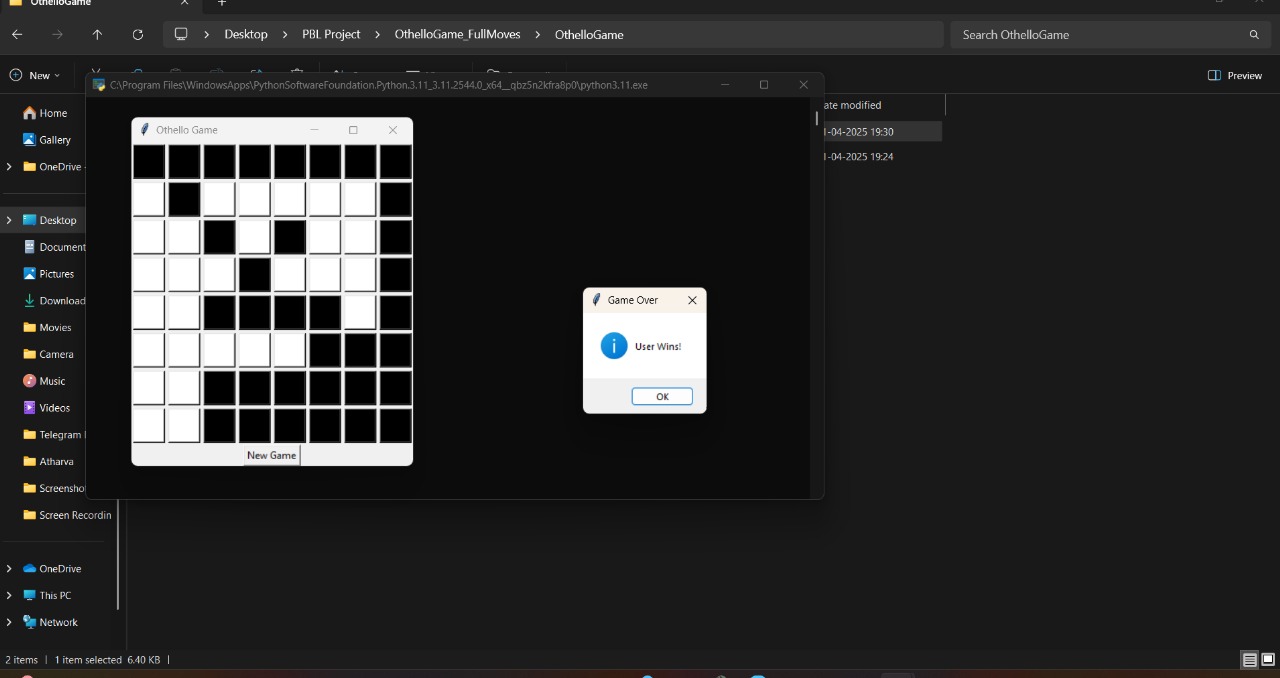 OthelloGame
Desktop
PBL Project
OthelloGame_FullMoves
OthelloGame
Search OthelloGame
New
Preview
C:\Program Files\WindowsApps\PythonSoftwareFoundation.Python.3.11_3.11.2544.0_x64__qbz5n2kfra8p0\python3.11.exe
Home
ate modified
Othello Game
1-04-2025 19:30
Gallery
1-04-2025 19:24
OneDrive -
Desktop
Document
Pictures
Download
Game Over
Movies
User Wins!
Camera
Music
OK
Videos
Telegram
New Game
Atharva
Screensho
Screen Recordin
OneDrive
This PC
Network
2 items
1 item selected 6.40 KB